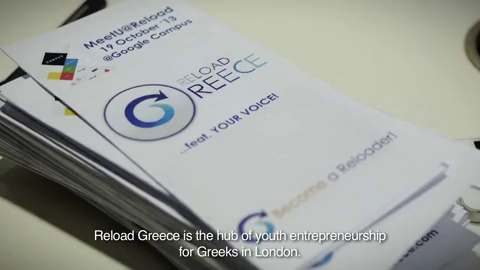 MeetU@Reload
19 October '13
@Google Campus
RELOAD
GREECE
...feat. YOUR VOICE!
Become a Reloader!
Reload Greece is the hub of youth entrepreneurship
for Greeks in London.